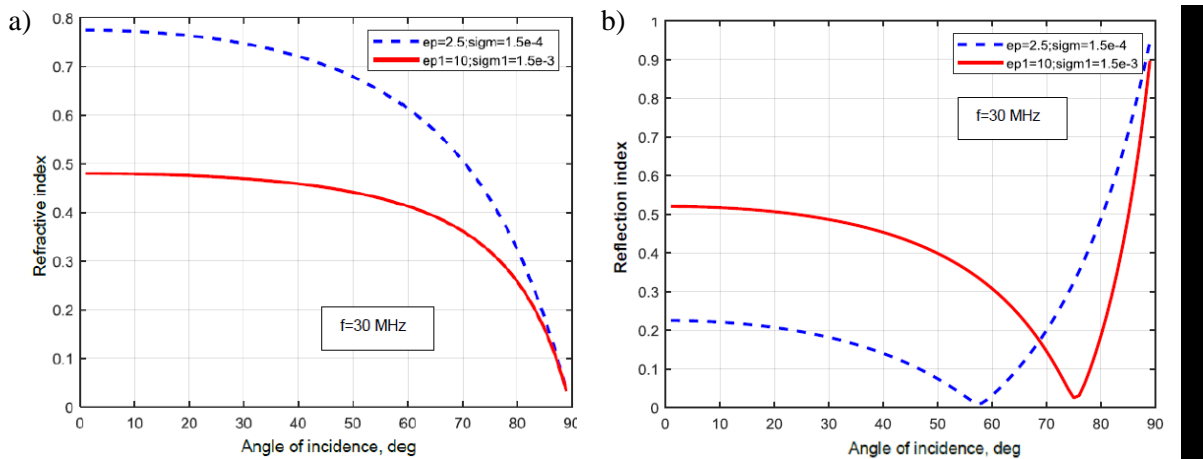 a)
0.8
0.7
0.6
0.5
0.4
0.3
0.2
0.1
0
Refractive index
ep=2.5;sigm=1.5e-4
ep1=10;sigm1=1.5e-3
f=30 MHz
0 10 20 30 40 50 60 70 80 90
Angle of incidence, deg
b)
1
0.9
0.8
0.7
0.6
0.5
0.4
0.3
0.2
0.1
0
Reflection index
ep=2.5;sigm=1.5e-4
ep1=10;sigm1=1.5e-3
f=30 MHz
0 10 20 30 40 50 60 70 80 90
Angle of incidence, deg